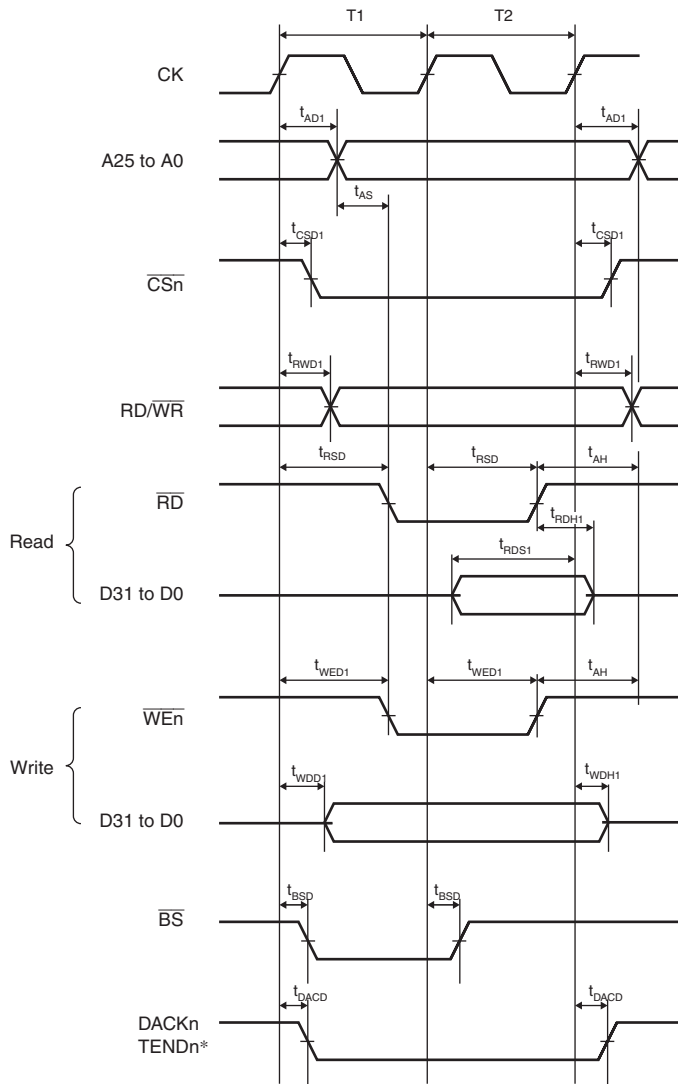 T1 T2
CK
tAD1 tAD1
A25 to A0
tAS
tCSD1 tCSD1
CSn
tRWD1 tRWD1
RD/WR
tRSD tRSD tAH
RD
tRDH1
Read
tRDS1
D31 to D0
tWED1 tWED1 tAH
WEn
Write
tWDD1 tWDH1
D31 to D0
tBSD tBSD
BS
tDACD tDACD
DACKn
TENDn*